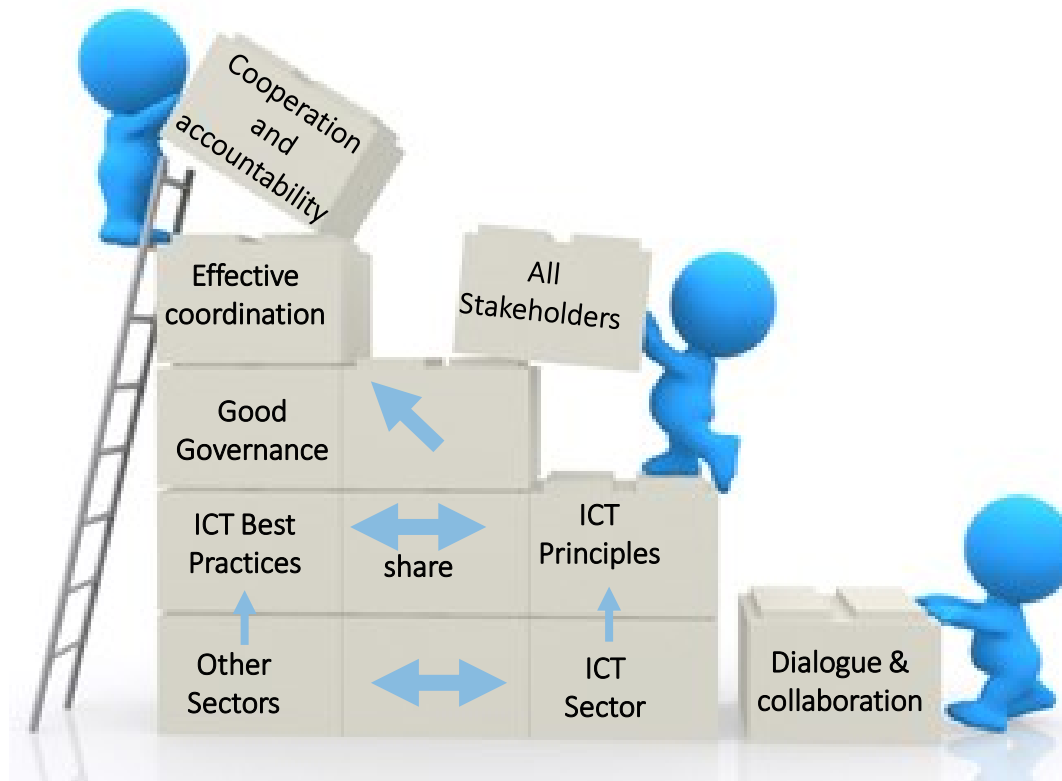 Cooperation
and
accountability
Effective
coordination
All
Stakeholders
Good
Governance
ICT Best
Practices
share
ICT
Principles
Other
Sectors
ICT
Sector
Dialogue &
collaboration